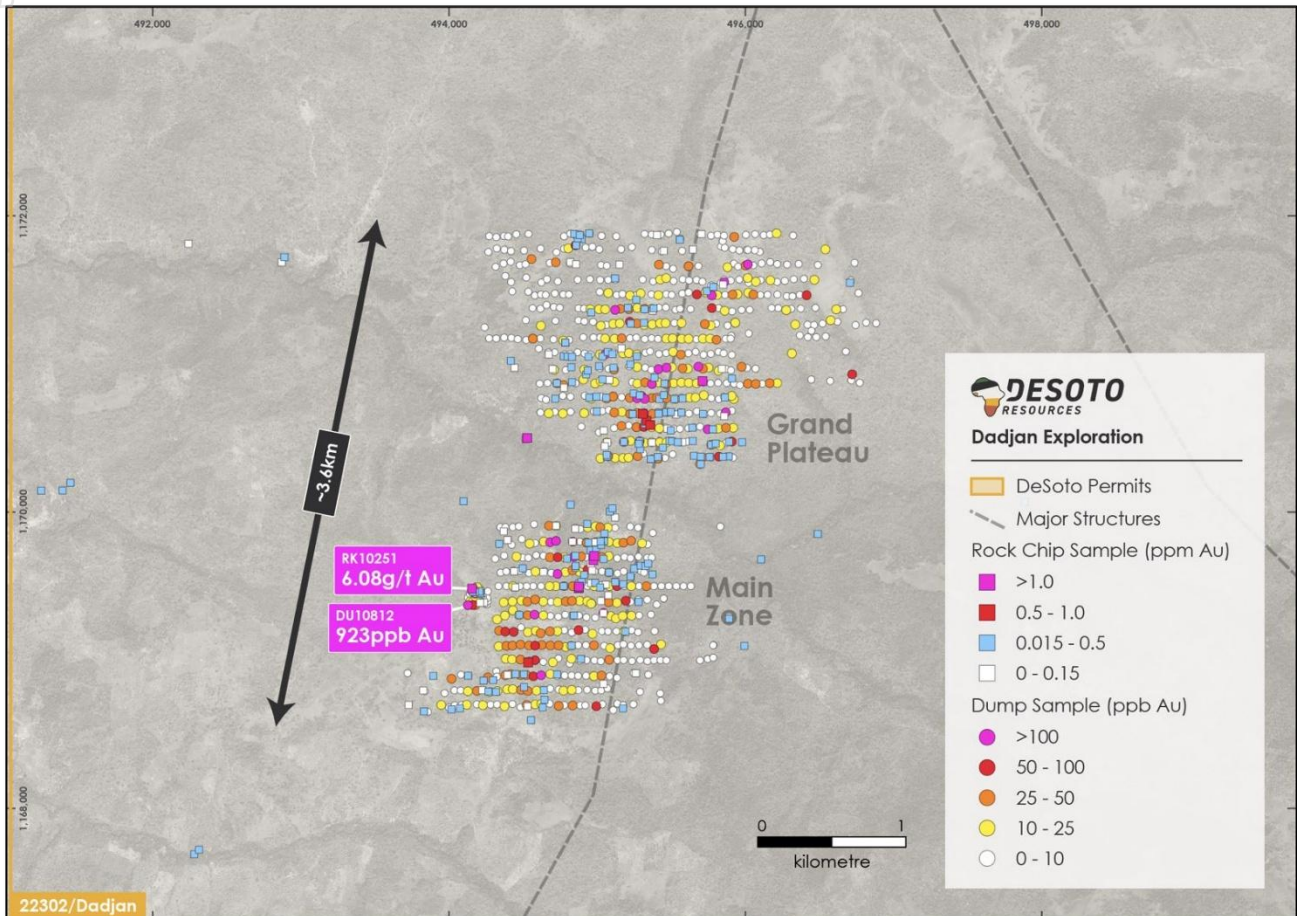 492,000
494,000
496,000
498,000
1,172,000
1,170,000
1,168,000
~3.6km
RK10251
6.08g/t Au
DU10812
923ppb Au
Grand
Plateau
Main
Zone
0
1
kilometre
22302/Dadjan
DESOTO
RESOURCES
Dadjan Exploration
DeSoto Permits
Major Structures
Rock Chip Sample (ppm Au)
>1.0
0.5 - 1.0
0.015 - 0.5
0 - 0.15
Dump Sample (ppb Au)
>100
50 - 100
25 - 50
10 - 25
0 - 10